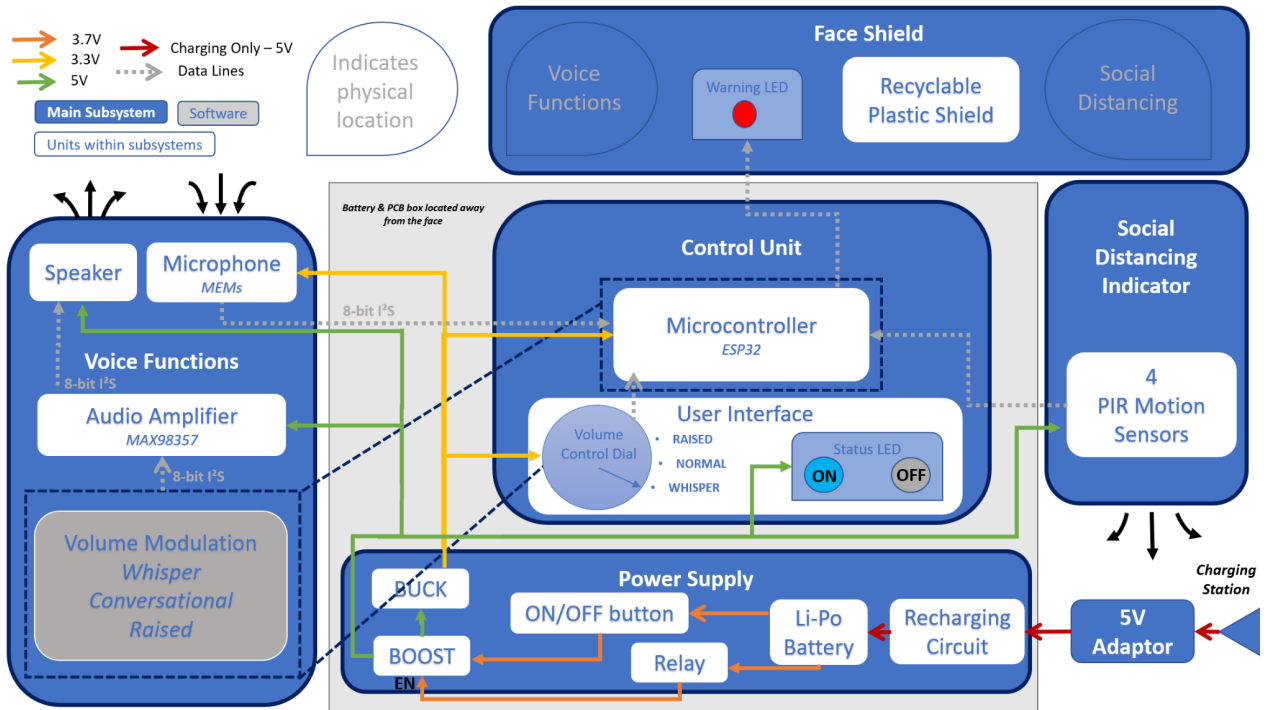 3.7V
3.3V
5V
Charging Only – 5V
Data Lines
Main Subsystem
Software
Units within subsystems
Indicates
physical
location
Face Shield
Voice
Functions
Warning LED
Recyclable
Plastic Shield
Social
Distancing
Battery & PCB box located away
from the face
Speaker
Microphone
MEMs
8-bit I²S
Voice Functions
8-bit I²S
Audio Amplifier
MAX98357
8-bit I²S
Volume Modulation
Whisper
Conversational
Raised
Control Unit
Microcontroller
ESP32
User Interface
Volume
Control Dial
• RAISED
• NORMAL
• WHISPER
Status LED
ON
OFF
Social
Distancing
Indicator
4
PIR Motion
Sensors
Power Supply
BUCK
BOOST
EN
ON/OFF button
Relay
Li-Po
Battery
Recharging
Circuit
5V
Adaptor
Charging
Station